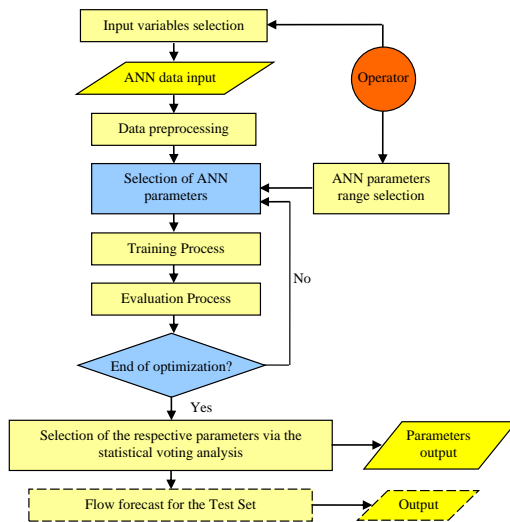 Input variables selection
ANN data input
Operator
Data preprocessing
Selection of ANN
parameters
ANN parameters
range selection
Training Process
No
Evaluation Process
End of optimization?
Yes
Selection of the respective parameters via the
statistical voting analysis
Parameters
output
Flow forecast for the Test Set
Output